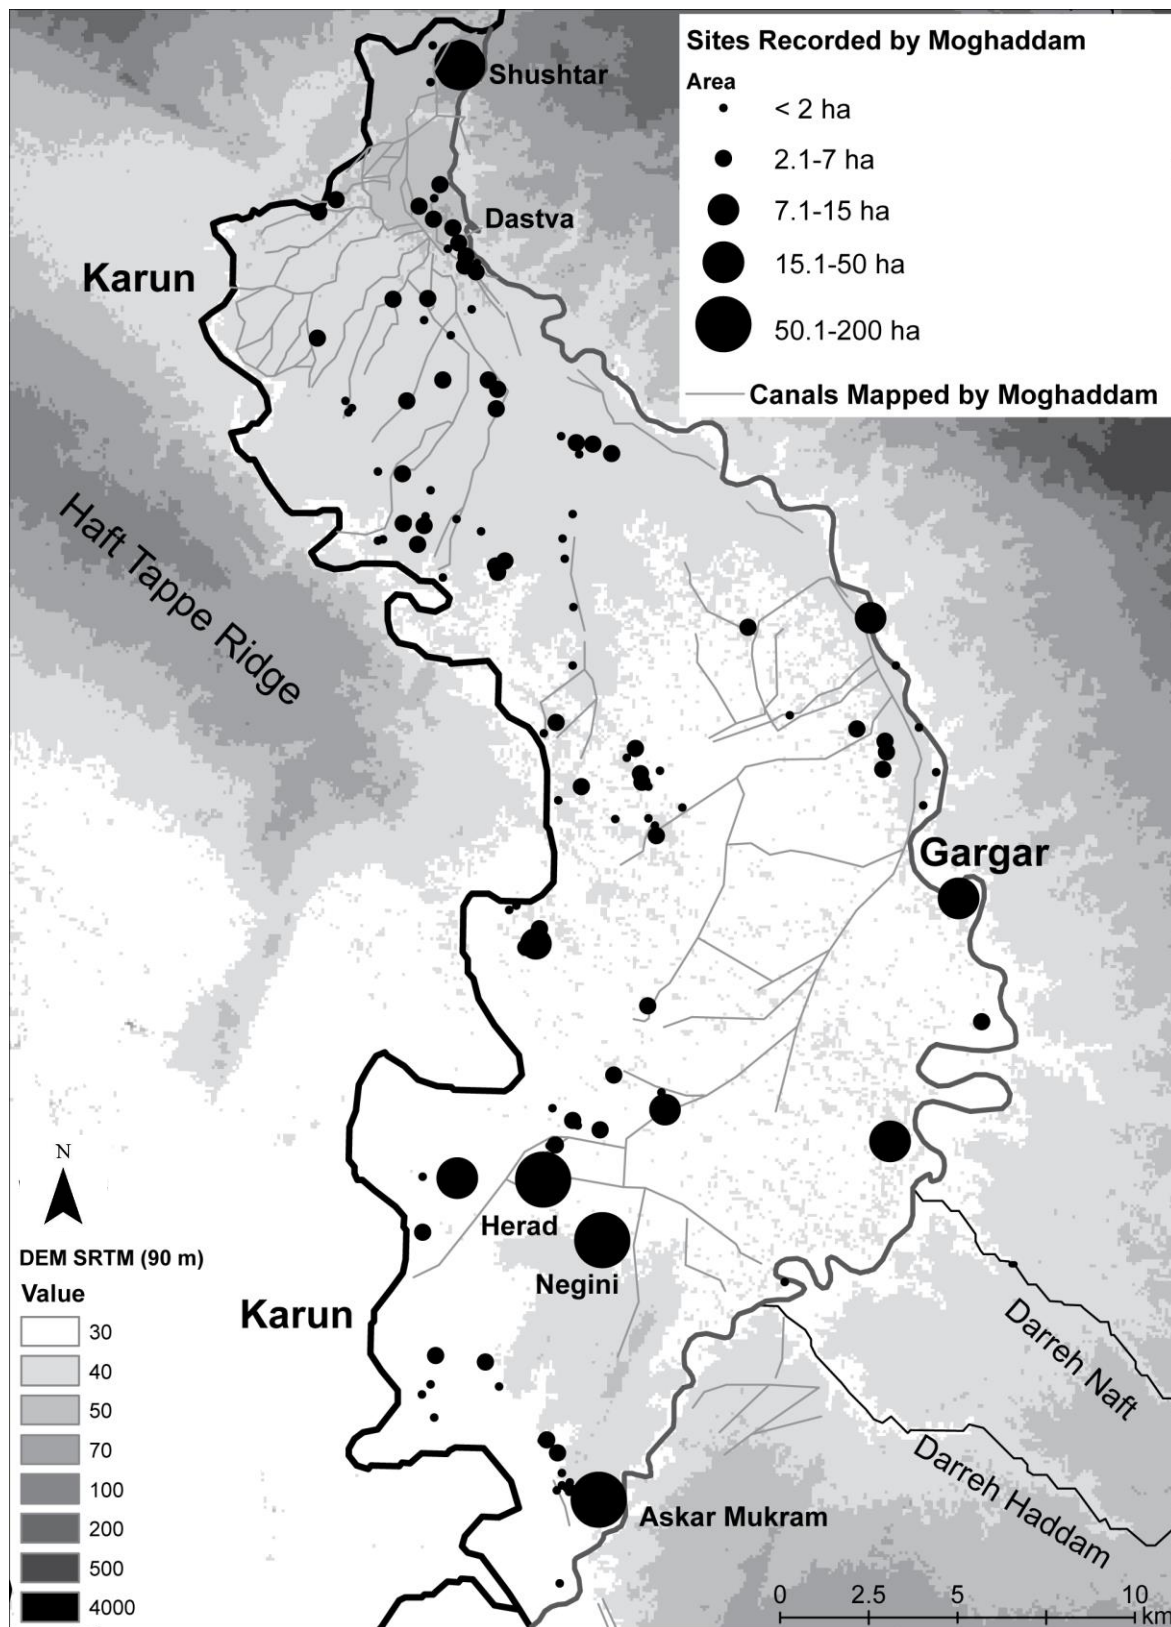 Sites Recorded by Moghaddam
Area
< 2 ha
2.1-7 ha
7.1-15 ha
15.1-50 ha
50.1-200 ha
Canals Mapped by Moghaddam
Shushtar
Dastva
Karun
Haft Tappe Ridge
Gargar
Herad
Negini
Karun
Askar Mukram
Darreh Naft
Darreh Haddam
N
DEM SRTM (90 m)
Value
30
40
50
70
100
200
500
4000
0 2.5 5 10
km